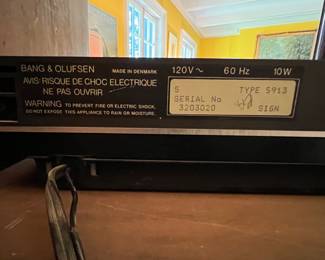 BANG & OLUFSEN MADE IN DENMARK
AVIS: RISQUE DE CHOC ELECTRIQUE
NE PAS OUVRIR
WARNING TO PREVENT FIRE OR ELECTRIC SHOCK,
DO NOT EXPOSE THIS APPLIANCE TO RAIN OR MOISTURE.
120V ~ 60 Hz 10W
S TYPE 5913
SERIAL No
3203020 SIGN